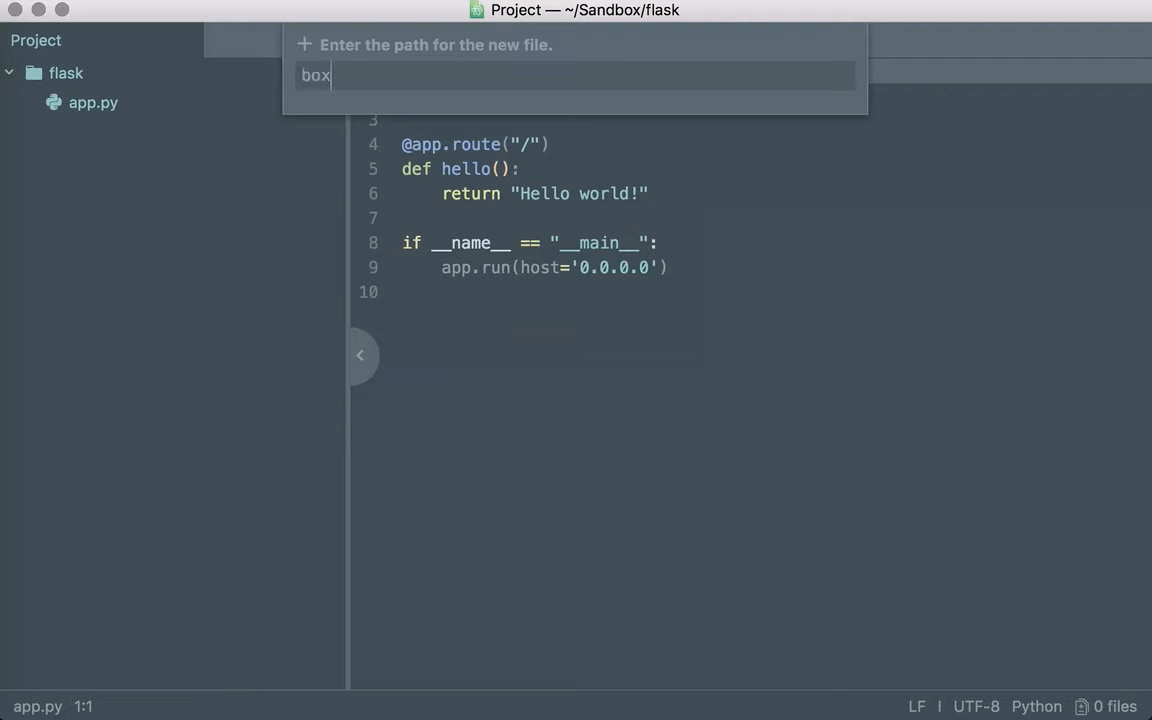 Project — ~/Sandbox/flask
Project
flask
app.py
Enter the path for the new file.
box
3
4 @app.route("/")
5 def hello():
6 return "Hello world!"
7
8 if __name__ == "__main__":
9 app.run(host='0.0.0.0')
10
app.py 1:1
LF UTF-8 Python 0 files